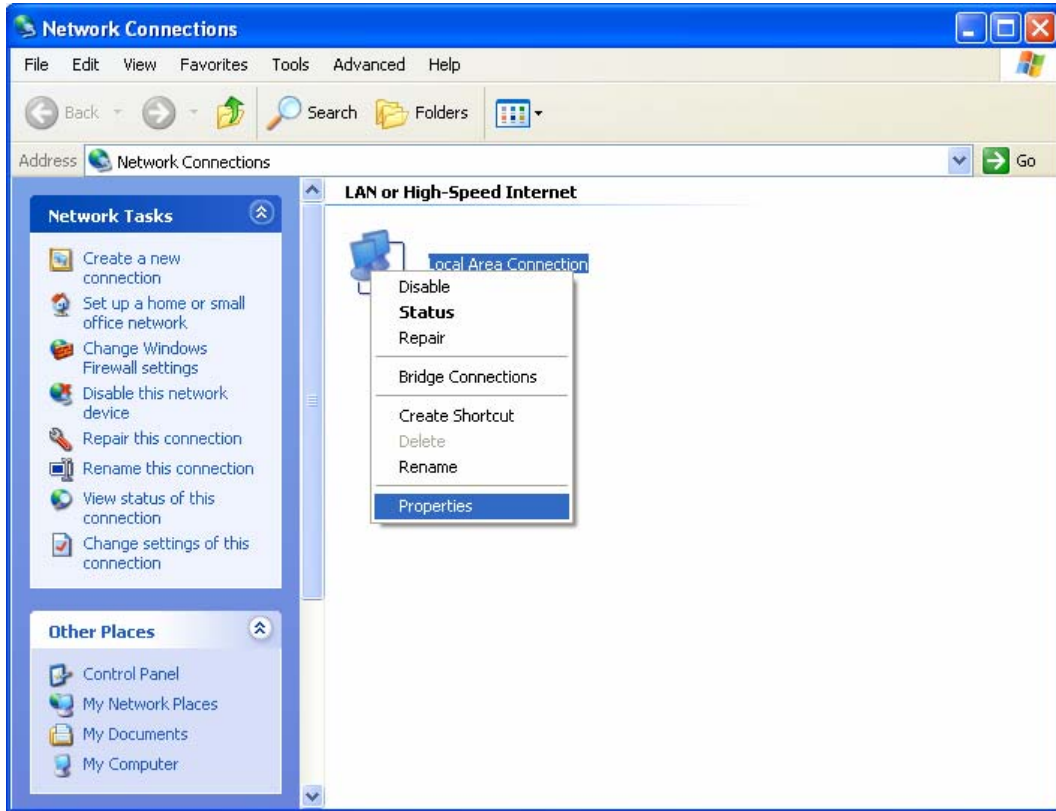 Network Connections
File Edit View Favorites Tools Advanced Help
Back Search Folders
Address Network Connections Go
Network Tasks
Create a new
connection
Set up a home or small
office network
Change Windows
Firewall settings
Disable this network
device
Repair this connection
Rename this connection
View status of this
connection
Change settings of this
connection
Other Places
Control Panel
My Network Places
My Documents
My Computer
LAN or High-Speed Internet
Local Area Connection
Disable
Status
Repair
Bridge Connections
Create Shortcut
Delete
Rename
Properties